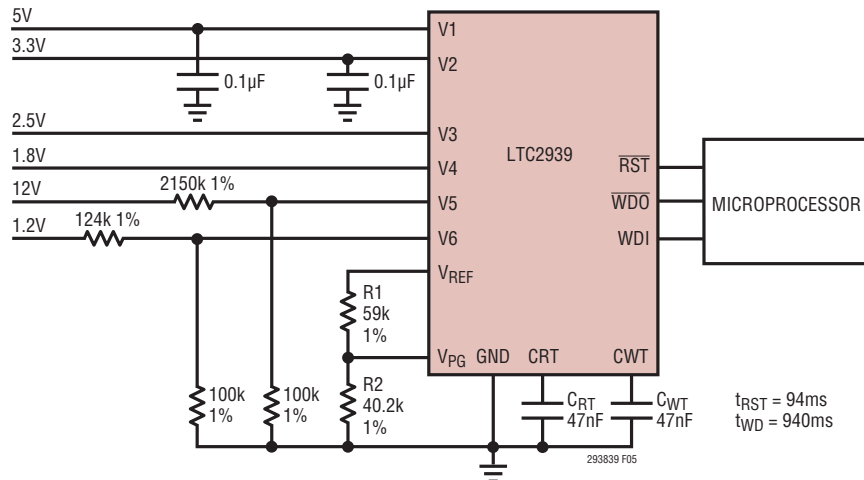 5V
3.3V
2.5V
1.8V
12V
1.2V
2150k 1%
124k 1%
0.1µF
0.1µF
V1
V2
V3
V4
V5
V6
VREF
VPG
GND
CRT
CWT
LTC2939
RST
WDO
WDI
MICROPROCESSOR
R1
59k
1%
R2
40.2k
1%
100k
1%
100k
1%
CRT
47nF
CWT
47nF
tRST = 94ms
tWD = 940ms
293839 F05